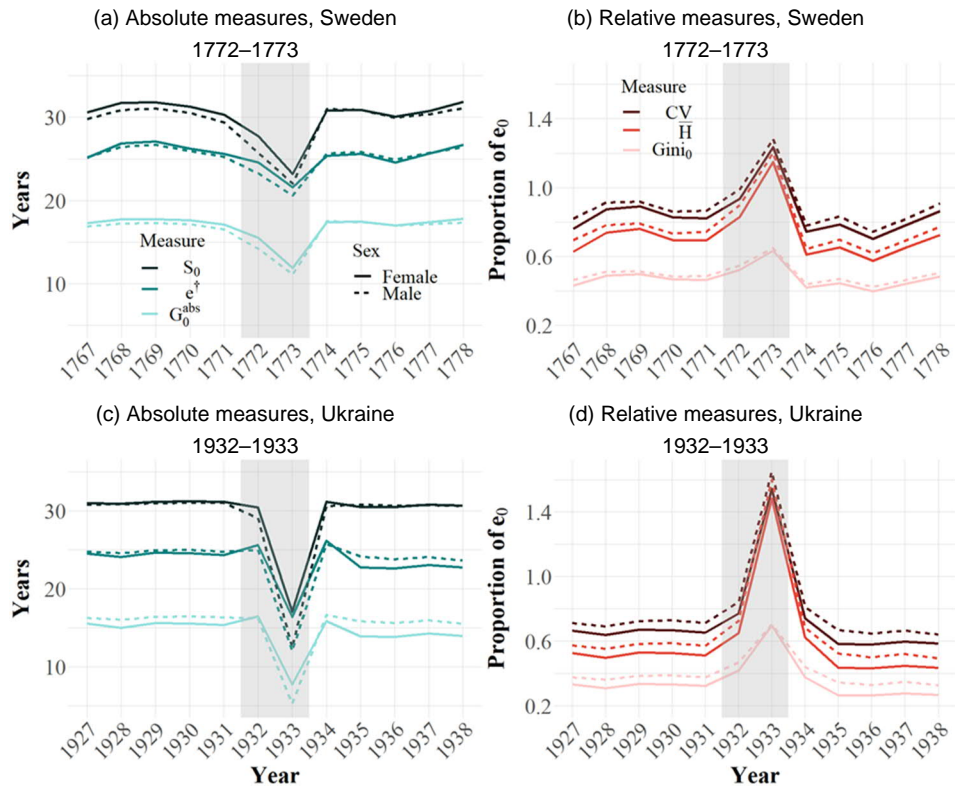 (a) Absolute measures, Sweden
1772–1773
Years
30
20
10
Measure
S₀
e†
G₀ᵃᵇˢ
Sex
Female
Male
1767 1768 1769 1770 1771 1772 1773 1774 1775 1776 1777 1778
(b) Relative measures, Sweden
1772–1773
Proportion of e₀
1.4
1.0
0.6
0.2
Measure
CV
H̅
Gini₀
1767 1768 1769 1770 1771 1772 1773 1774 1775 1776 1777 1778
(c) Absolute measures, Ukraine
1932–1933
Years
30
20
10
1927 1928 1929 1930 1931 1932 1933 1934 1935 1936 1937 1938
Year
(d) Relative measures, Ukraine
1932–1933
Proportion of e₀
1.4
1.0
0.6
0.2
1927 1928 1929 1930 1931 1932 1933 1934 1935 1936 1937 1938
Year